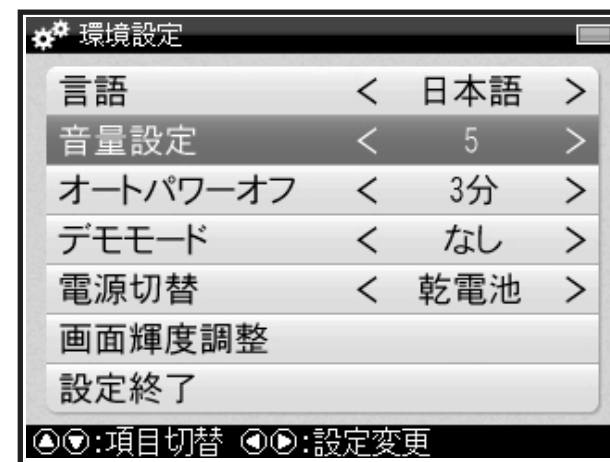 環境設定
言語 < 日本語 >
音量設定 < 5 >
オートパワーオフ < 3分 >
デモモード < なし >
電源切替 < 乾電池 >
画面輝度調整
設定終了
▲▼:項目切替 ◀▶:設定変更